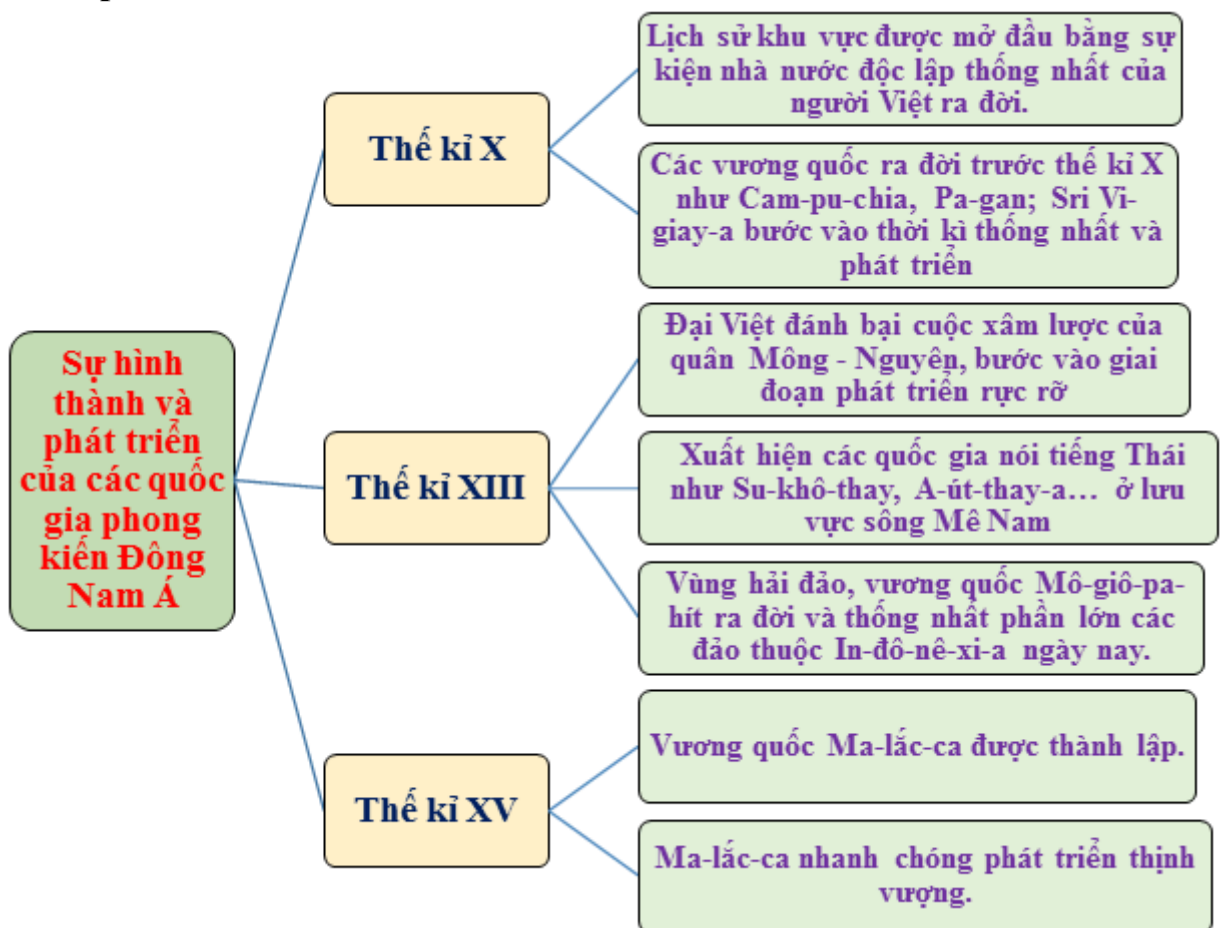 Sự hình
thành và
phát triển
của các quốc
gia phong
kiến Đông
Nam Á
Thế kỉ X
Lịch sử khu vực được mở đầu bằng sự
kiện nhà nước độc lập thống nhất của
người Việt ra đời.
Các vương quốc ra đời trước thế kỉ X
như Cam-pu-chia, Pa-gan; Sri Vi-
giay-a bước vào thời kì thống nhất và
phát triển
Thế kỉ XIII
Đại Việt đánh bại cuộc xâm lược của
quân Mông - Nguyên, bước vào giai
đoạn phát triển rực rỡ
Xuất hiện các quốc gia nói tiếng Thái
như Su-khô-thay, A-út-thay-a... ở lưu
vực sông Mê Nam
Vùng hải đảo, vương quốc Mô-giô-pa-
hít ra đời và thống nhất phần lớn các
đảo thuộc In-đô-nê-xi-a ngày nay.
Thế kỉ XV
Vương quốc Ma-lắc-ca được thành lập.
Ma-lắc-ca nhanh chóng phát triển thịnh
vượng.